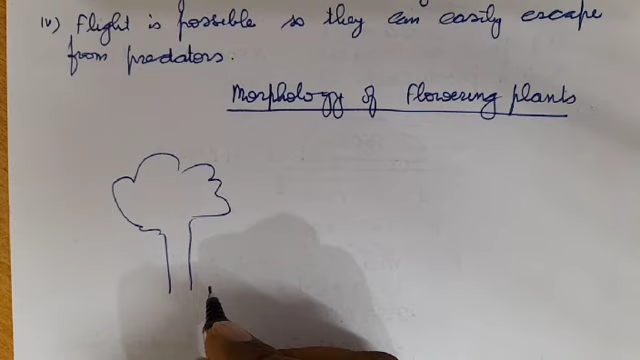 iv) Flight is possible so they can easily escape
from predators.
Morphology of Flowering plants